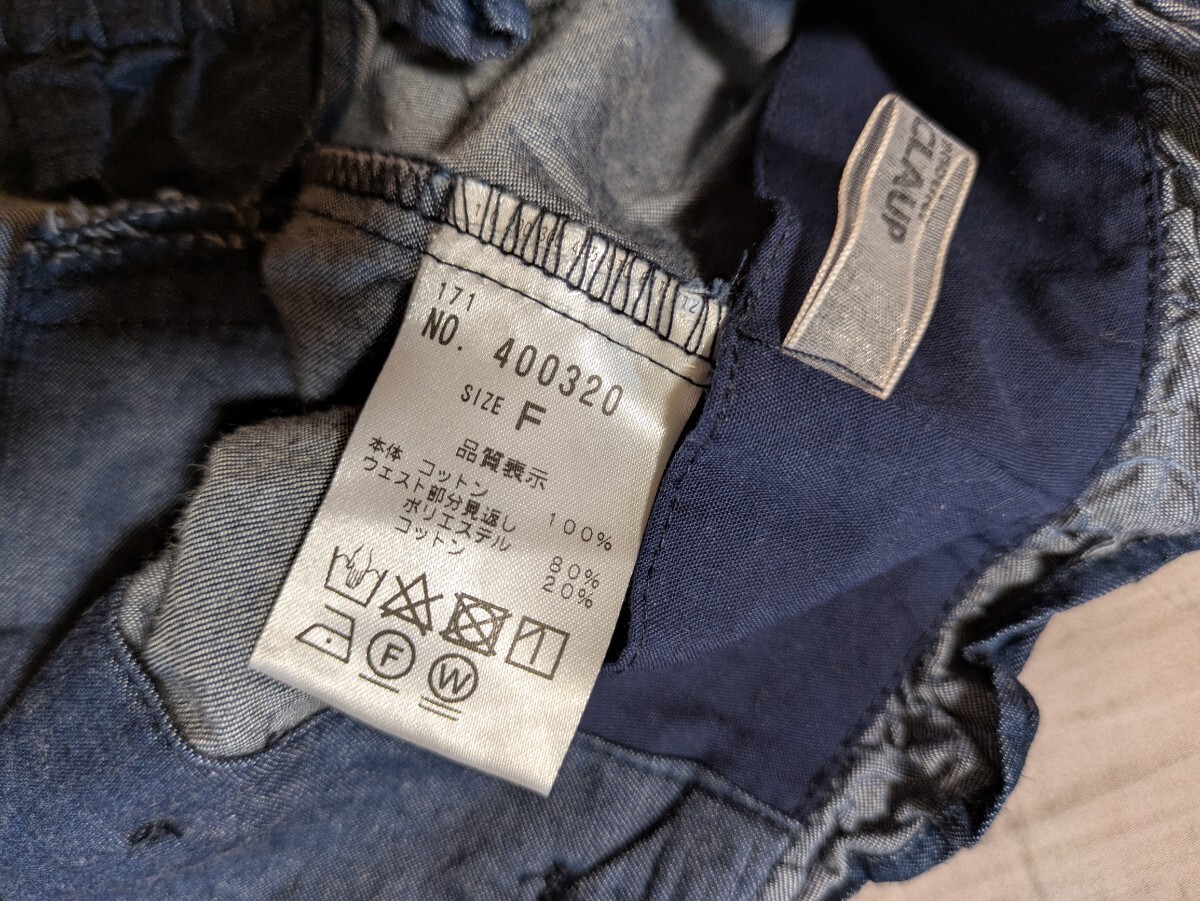 171
NO. 400320
SIZE F
品質表示
本体 コットン 100%
ウエスト部分見返し
ポリエステル 80%
コットン 20%
F
W
CLAUP